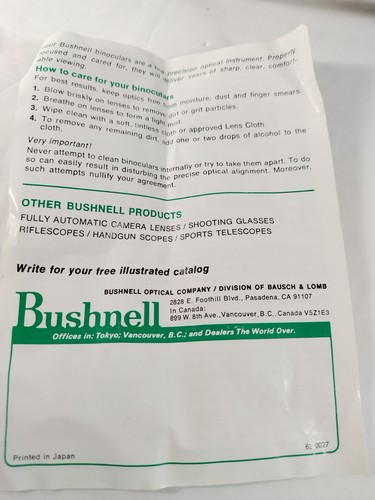 Your Bushnell binoculars are a fine precision optical instrument. Properly
focused and cared for, they will deliver years of sharp, clear, comfort-
able viewing.
How to care for your binoculars
For best results, keep optics free from moisture, dust and finger smears.
1. Blow briskly on lenses to remove dirt or grit particles.
2. Breathe on lenses to form a light mist.
3. Wipe clean with a soft, lintless cloth or approved Lens Cloth.
4. To remove any remaining dirt, add one or two drops of alcohol to the
cloth.
Very important!
Never attempt to clean binoculars internally or try to take them apart. To do
so can easily result in disturbing the precise optical alignment. Moreover,
such attempts nullify your agreement.
OTHER BUSHNELL PRODUCTS
FULLY AUTOMATIC CAMERA LENSES / SHOOTING GLASSES
RIFLESCOPES / HANDGUN SCOPES / SPORTS TELESCOPES
Write for your free illustrated catalog
BUSHNELL OPTICAL COMPANY / DIVISION OF BAUSCH & LOMB
2828 E. Foothill Blvd., Pasadena, CA 91107
In Canada:
Bushnell
899 W. 8th Ave., Vancouver, B.C., Canada V5Z1E3
Offices in: Tokyo; Vancouver, B.C.; and Dealers The World Over.
Printed in Japan